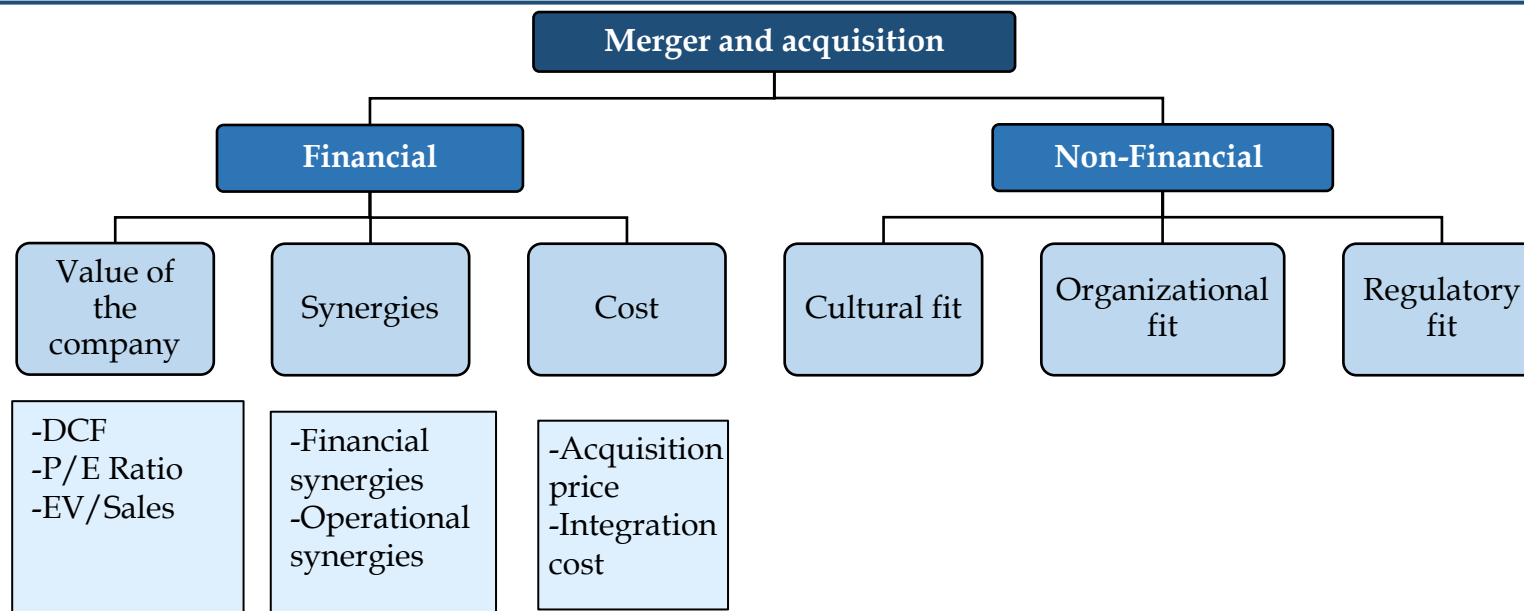 Merger and acquisition
Financial
Non-Financial
Value of
the
company
Synergies
Cost
Cultural fit
Organizational
fit
Regulatory
fit
-DCF
-P/E Ratio
-EV/Sales
-Financial
synergies
-Operational
synergies
-Acquisition
price
-Integration
cost